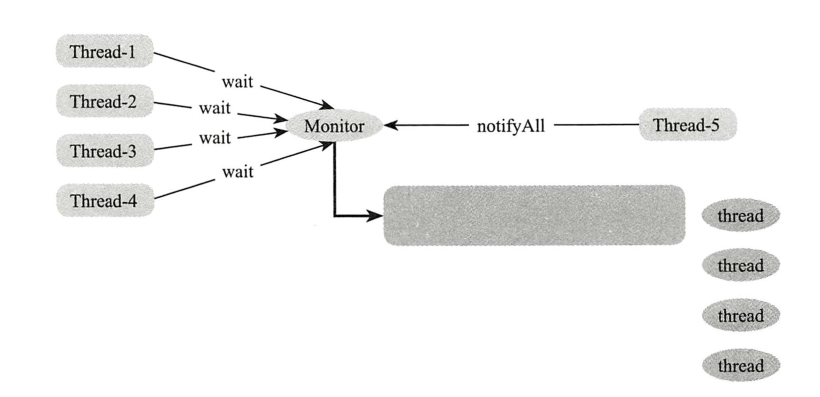 Thread-1
wait
Thread-2
wait
Monitor
notifyAll
Thread-5
Thread-3
wait
wait
Thread-4
thread
thread
thread
thread